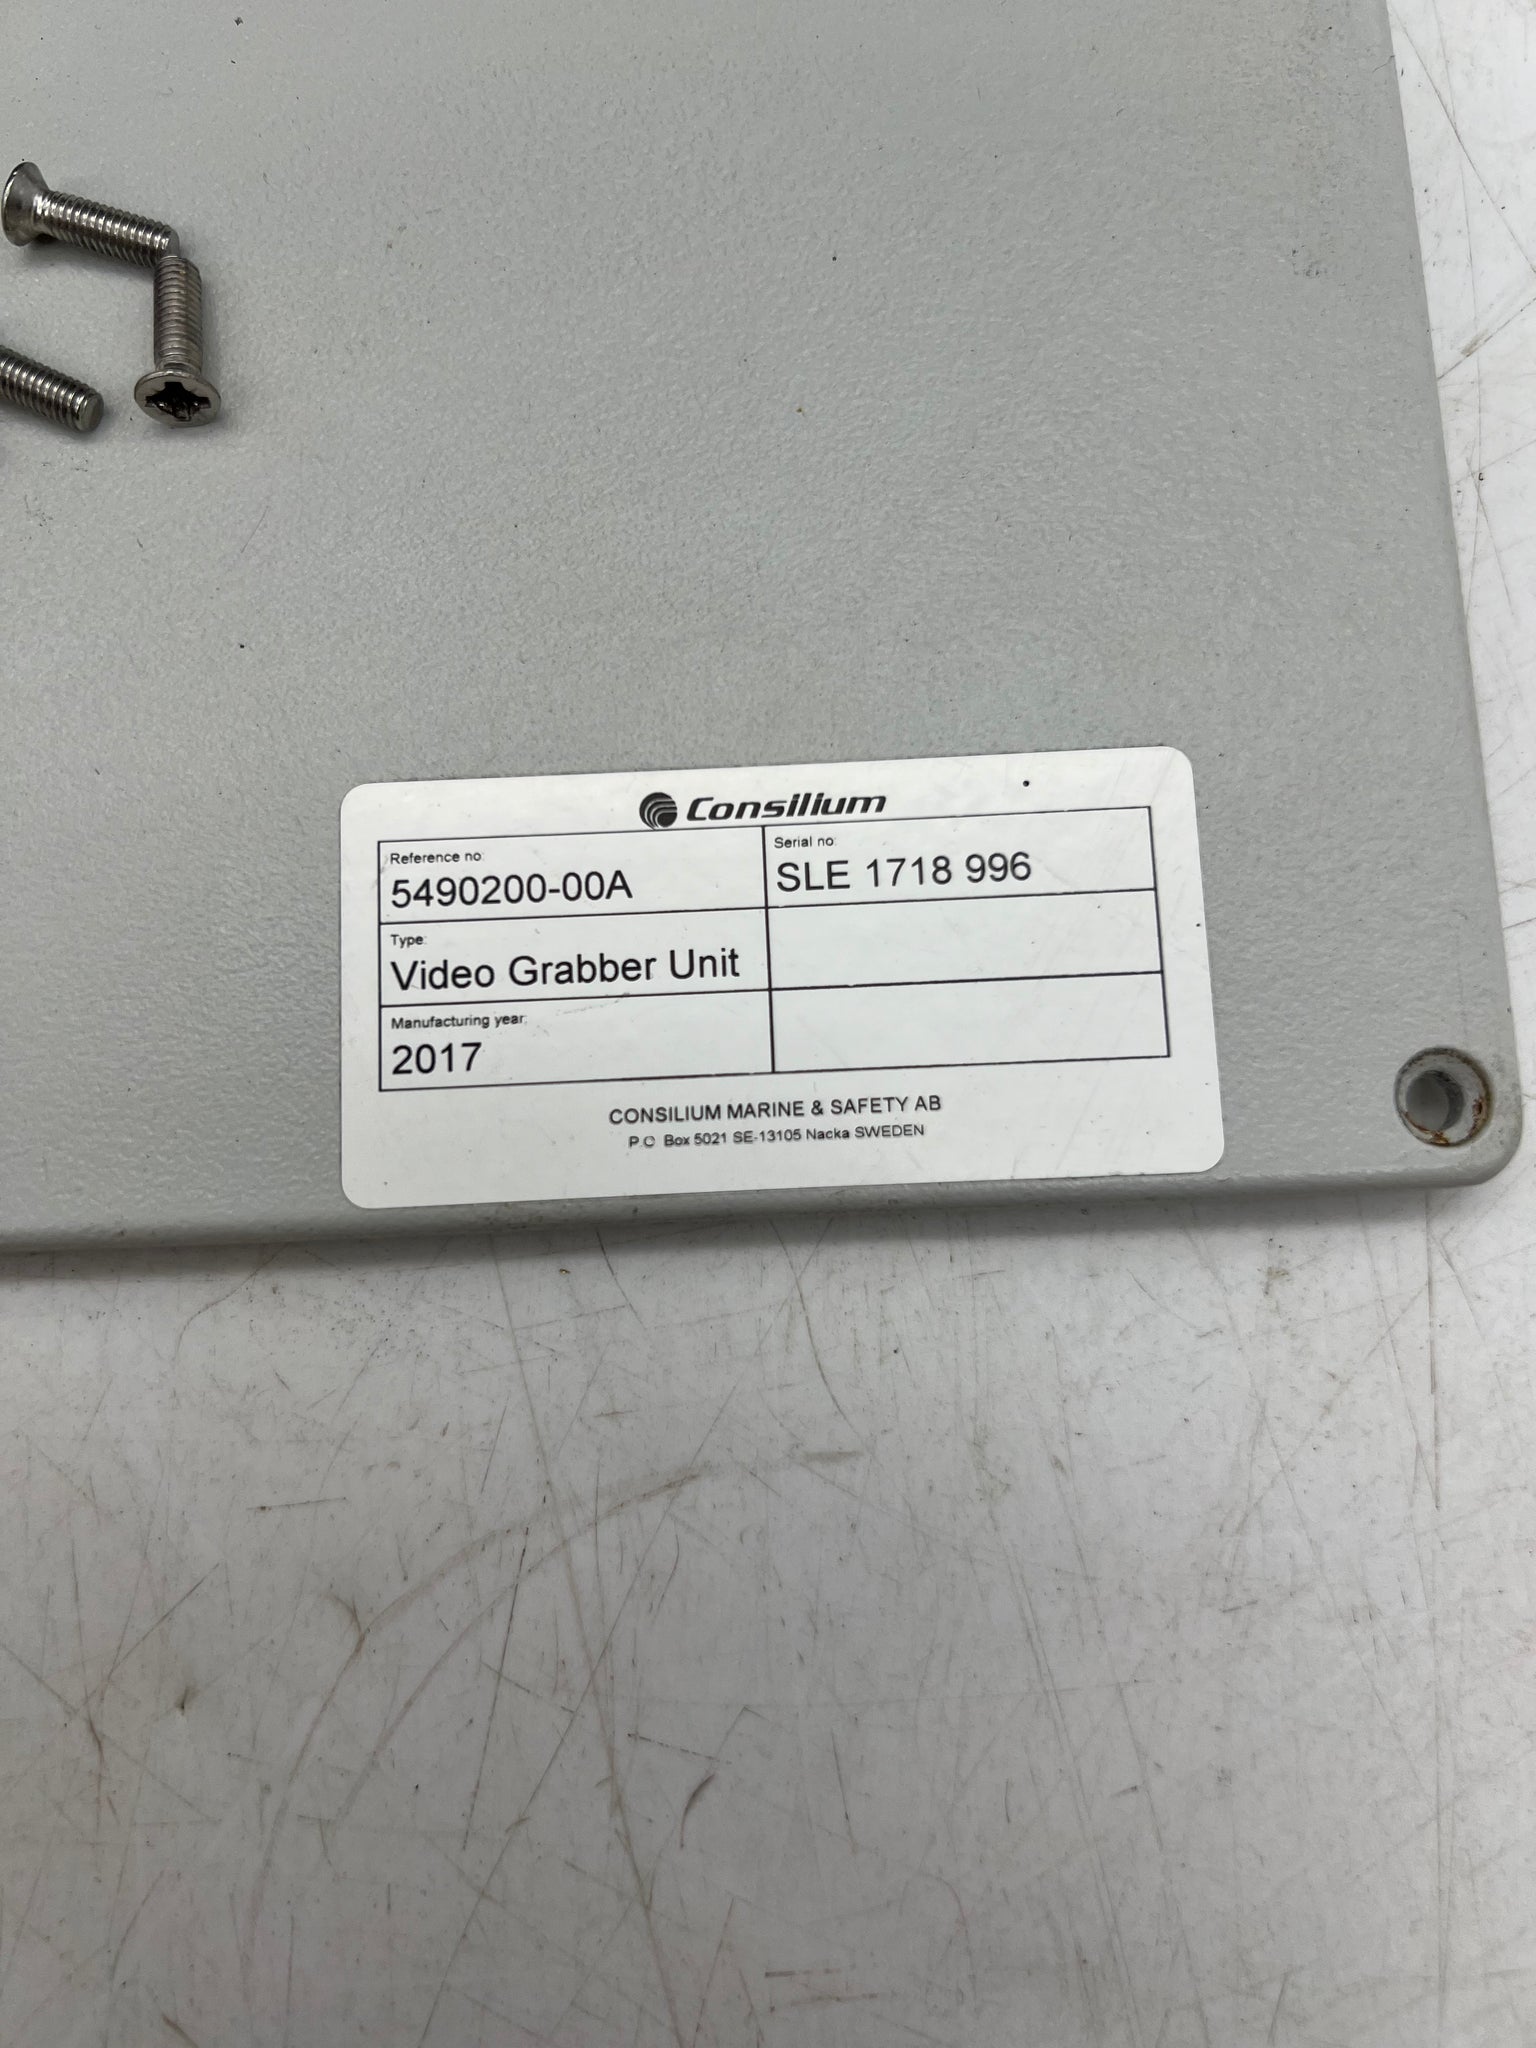 Consilium
Reference no:
5490200-00A
Serial no:
SLE 1718 996
Type:
Video Grabber Unit
Manufacturing year:
2017
CONSILIUM MARINE & SAFETY AB
P.O Box 5021 SE-13105 Nacka SWEDEN